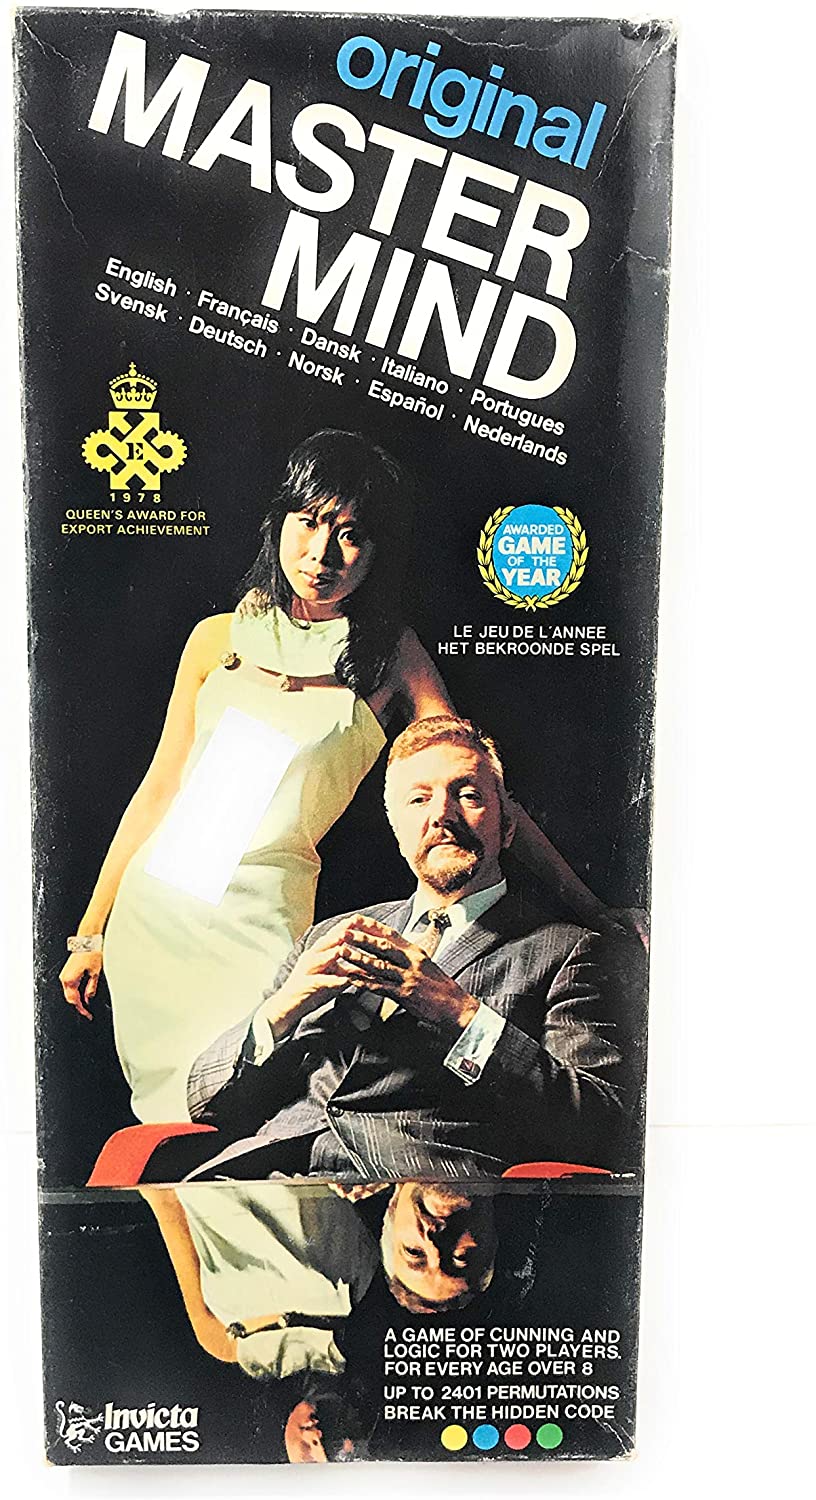 original
MASTER
MIND
English · Français · Dansk · Italiano · Portugues
Svensk · Deutsch · Norsk · Español · Nederlands
E
1978
QUEEN'S AWARD FOR
EXPORT ACHIEVEMENT
AWARDED
GAME
OF THE
YEAR
LE JEU DE L'ANNEE
HET BEKROONDE SPEL
A GAME OF CUNNING AND
LOGIC FOR TWO PLAYERS.
FOR EVERY AGE OVER 8
UP TO 2401 PERMUTATIONS
BREAK THE HIDDEN CODE
Invicta
GAMES